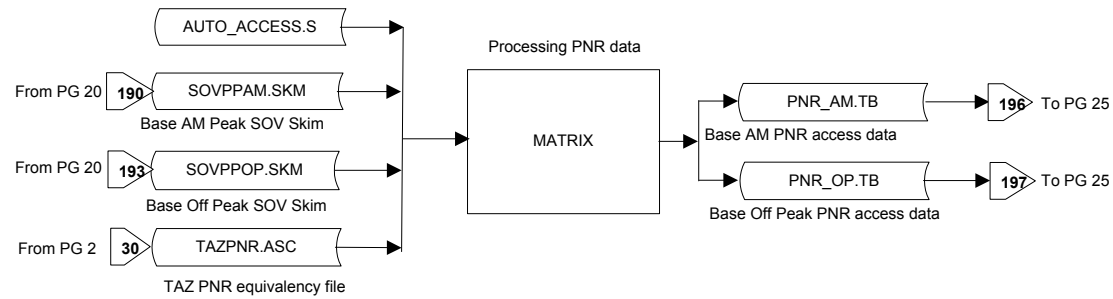 AUTO_ACCESS.S
Processing PNR data
From PG 20
190
SOVPPAM.SKM
Base AM Peak SOV Skim
From PG 20
193
SOVPPOP.SKM
Base Off Peak SOV Skim
From PG 2
30
TAZPNR.ASC
TAZ PNR equivalency file
MATRIX
PNR_AM.TB
196
To PG 25
Base AM PNR access data
PNR_OP.TB
197
To PG 25
Base Off Peak PNR access data